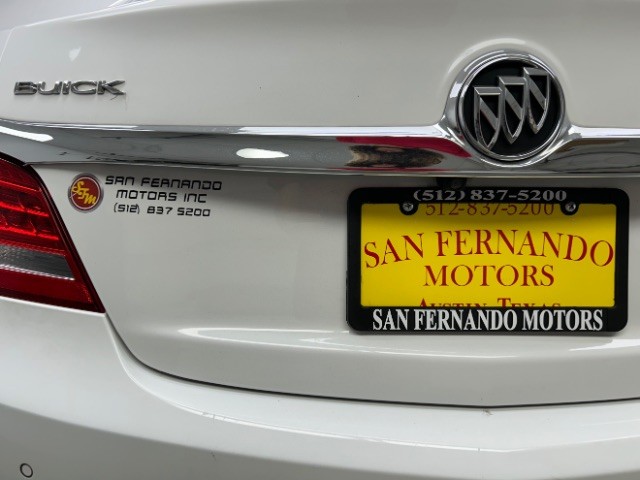 BUICK
SFM
SAN FERNANDO
MOTORS INC
(512) 837 5200
(512) 837-5200
512-837-5200
SAN FERNANDO
MOTORS
AUSTIN, TEXAS
SAN FERNANDO MOTORS